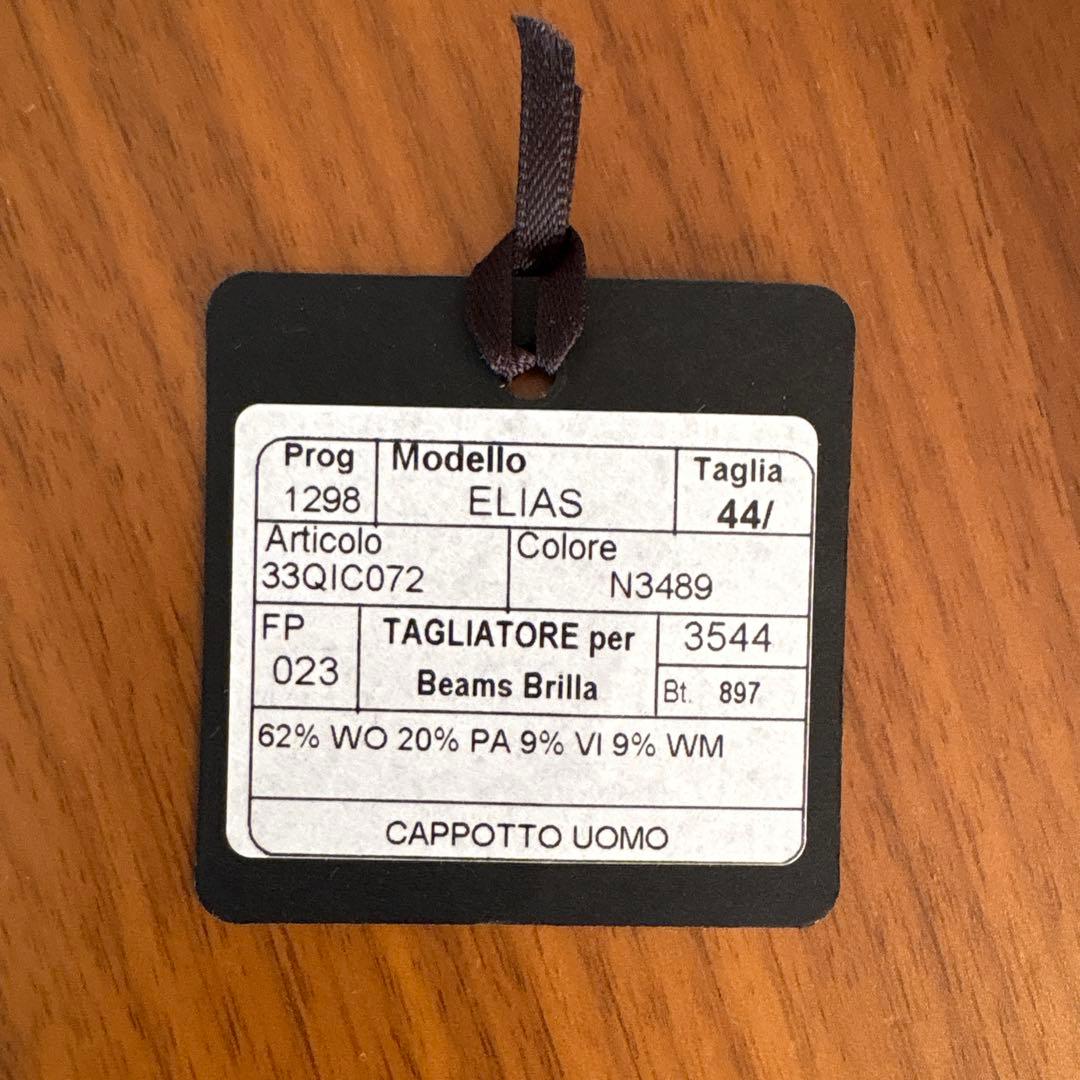 Prog Modello Taglia
1298 ELIAS 44/
Articolo Colore
33QIC072 N3489
FP TAGLIATORE per 3544
023 Beams Brilla Bt. 897
62% WO 20% PA 9% VI 9% WM
CAPPOTTO UOMO